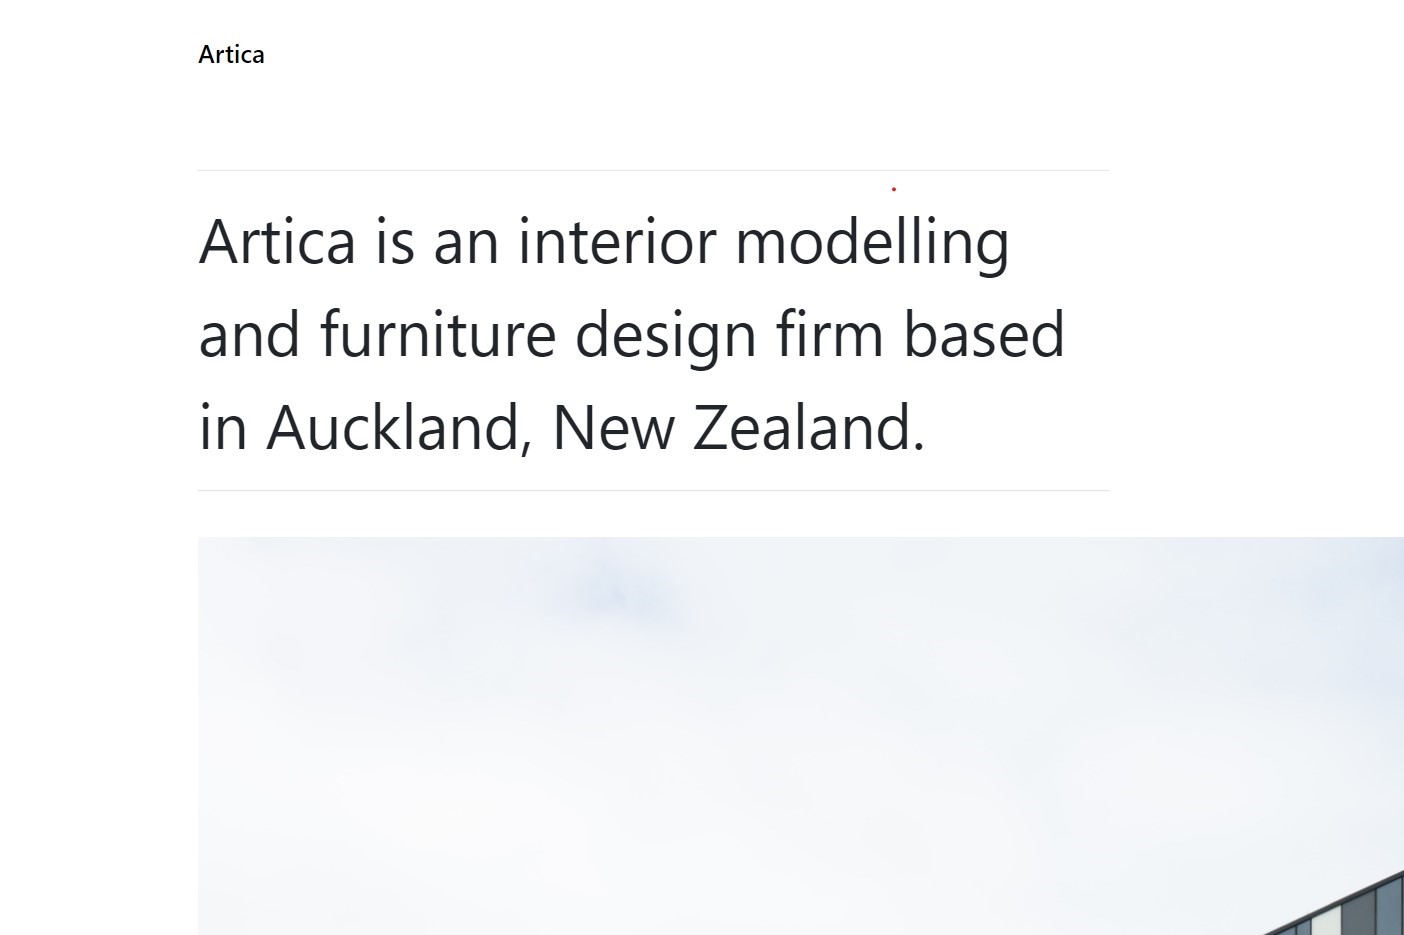 Artica
Artica is an interior modelling
and furniture design firm based
in Auckland, New Zealand.